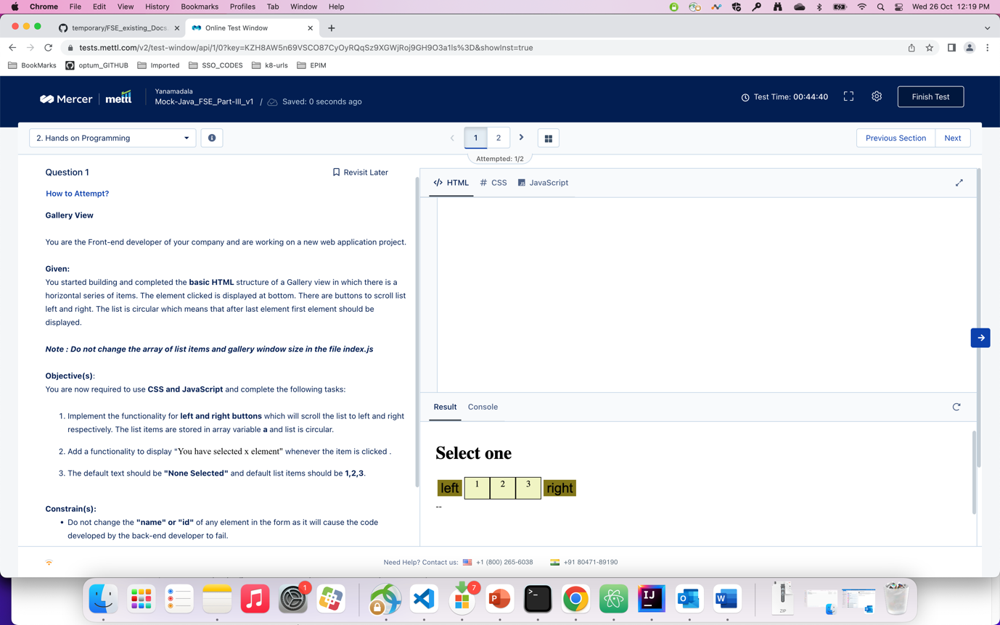 Chrome File Edit View History Bookmarks Profiles Tab Window Help Wed 26 Oct 12:19 PM
temporary/FSE_existing_Docs Online Test Window
tests.mettl.com/v2/test-window/api/1/0?key=KZH8AW5n69VSCO87CyOyRQqSz9XGWjRoj9GH9O3a1ls%3D&showInst=true
BookMarks optum_GITHUB Imported SSO_CODES k8-urls EPIM
Mercer mettl
Yanamadala
Mock-Java_FSE_Part-III_v1 / Saved: 0 seconds ago
Test Time: 00:44:40
Finish Test
2. Hands on Programming
1 2
Previous Section Next
Attempted: 1/2
Question 1
Revisit Later
How to Attempt?
Gallery View
You are the Front-end developer of your company and are working on a new web application project.
Given:
You started building and completed the basic HTML structure of a Gallery view in which there is a
horizontal series of items. The element clicked is displayed at bottom. There are buttons to scroll list
left and right. The list is circular which means that after last element first element should be
displayed.
Note : Do not change the array of list items and gallery window size in the file index.js
Objective(s):
You are now required to use CSS and JavaScript and complete the following tasks:
1. Implement the functionality for left and right buttons which will scroll the list to left and right
respectively. The list items are stored in array variable a and list is circular.
2. Add a functionality to display "You have selected x element" whenever the item is clicked .
3. The default text should be "None Selected" and default list items should be 1,2,3.
Constrain(s):
• Do not change the "name" or "id" of any element in the form as it will cause the code
developed by the back-end developer to fail.
</> HTML # CSS JavaScript
Result Console
Select one
left 1 2 3 right
--
Need Help? Contact us: +1 (800) 265-6038 +91 80471-89190
1
7
ZIP